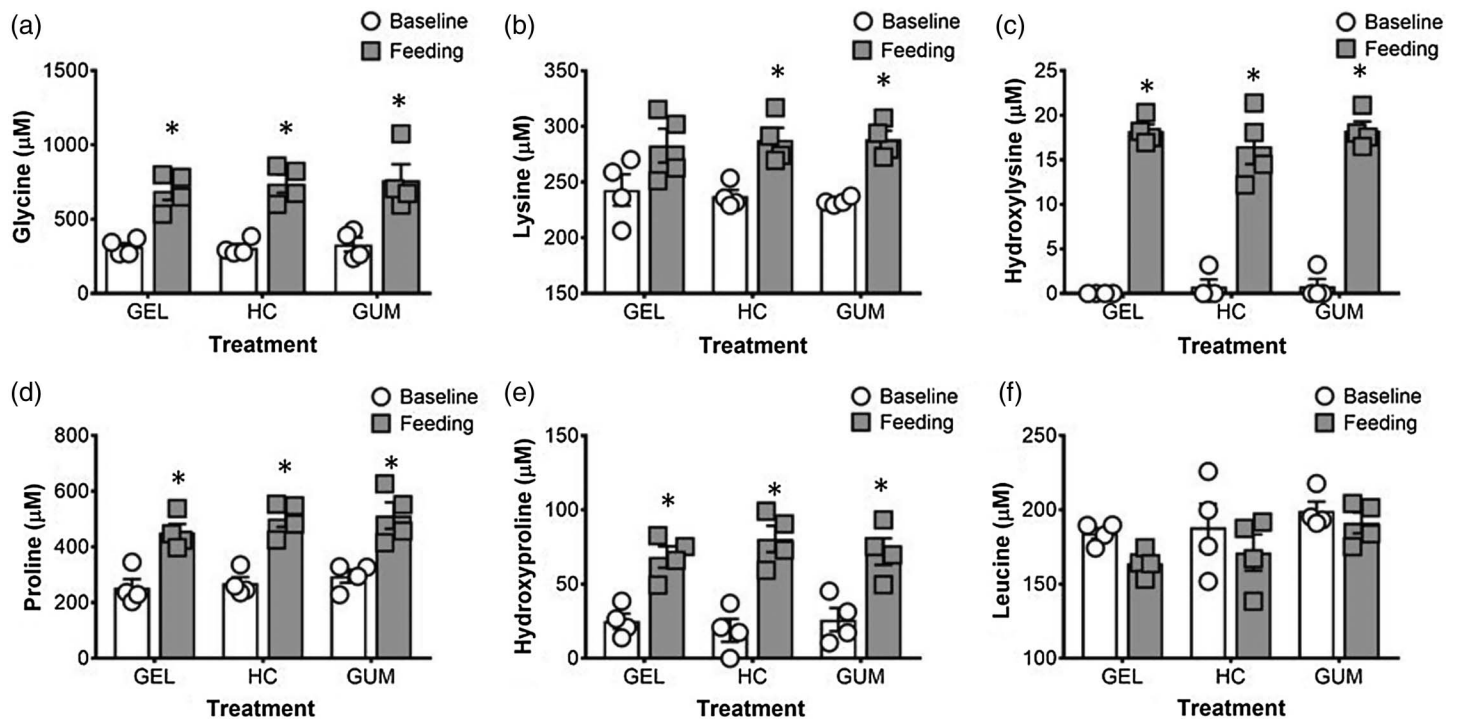 (a)
Baseline
Feeding
Glycine (µM)
1500
1000
500
0
*
*
*
GEL
HC
GUM
Treatment
(b)
Baseline
Feeding
Lysine (µM)
350
300
250
200
150
*
*
GEL
HC
GUM
Treatment
(c)
Baseline
Feeding
Hydroxylysine (µM)
25
20
15
10
5
0
*
*
*
GEL
HC
GUM
Treatment
(d)
Baseline
Feeding
Proline (µM)
800
600
400
200
0
*
*
*
GEL
HC
GUM
Treatment
(e)
Baseline
Feeding
Hydroxyproline (µM)
150
100
50
0
*
*
*
GEL
HC
GUM
Treatment
(f)
Baseline
Feeding
Leucine (µM)
250
200
150
100
GEL
HC
GUM
Treatment